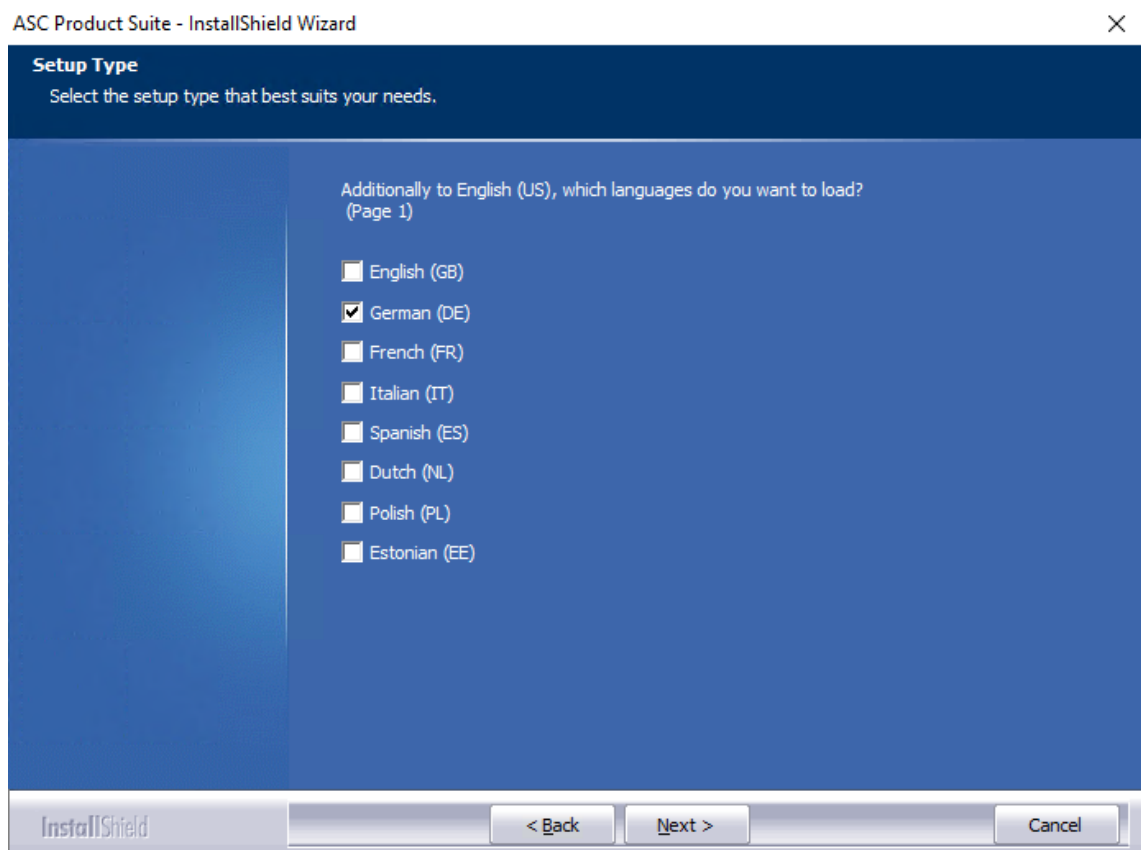 ASC Product Suite - InstallShield Wizard
Setup Type
Select the setup type that best suits your needs.
Additionally to English (US), which languages do you want to load?
(Page 1)
English (GB)
German (DE)
French (FR)
Italian (IT)
Spanish (ES)
Dutch (NL)
Polish (PL)
Estonian (EE)
InstallShield
< Back
Next >
Cancel